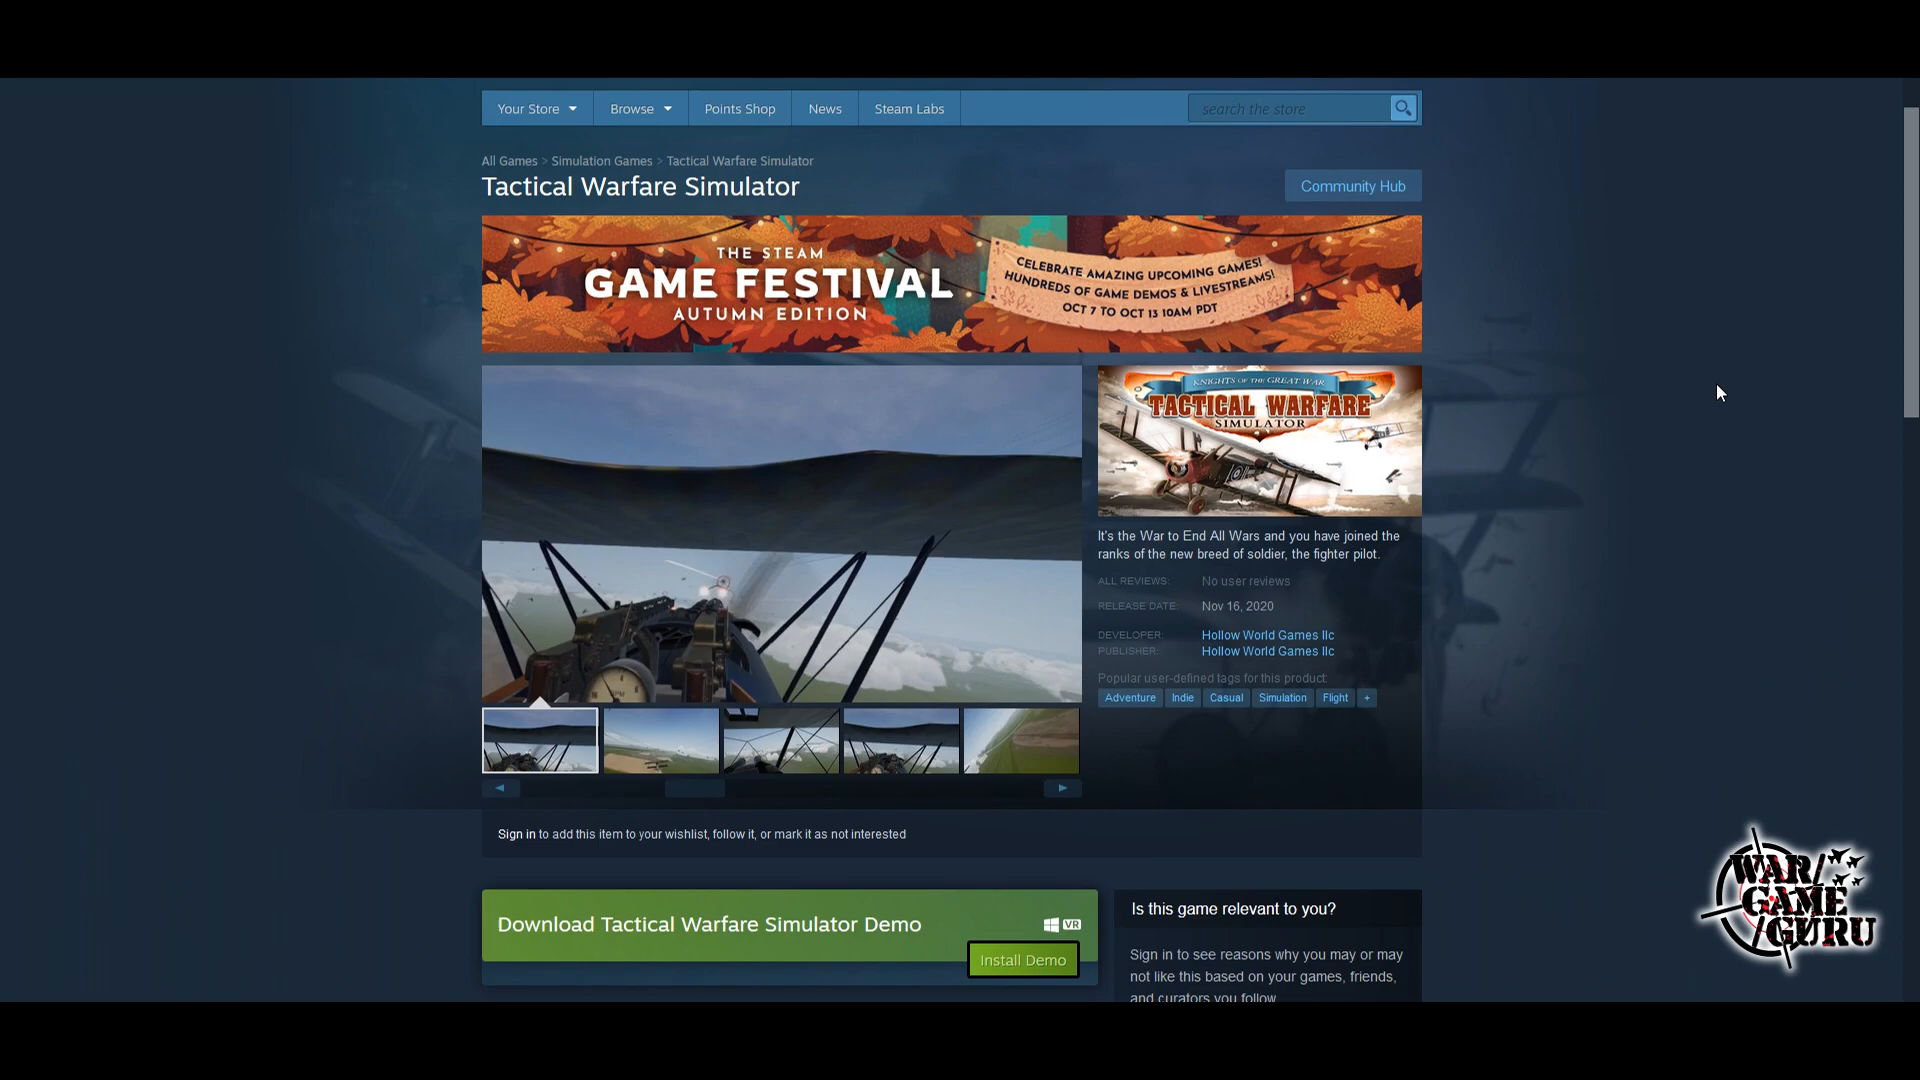 Your Store
Browse
Points Shop
News
Steam Labs
search the store
All Games > Simulation Games > Tactical Warfare Simulator
Tactical Warfare Simulator
Community Hub
THE STEAM
GAME FESTIVAL
AUTUMN EDITION
CELEBRATE AMAZING UPCOMING GAMES!
HUNDREDS OF GAME DEMOS & LIVESTREAMS!
OCT 7 TO OCT 13 10AM PDT
KNIGHTS OF THE GREAT WAR
TACTICAL WARFARE
SIMULATOR
It's the War to End All Wars and you have joined the
ranks of the new breed of soldier, the fighter pilot.
ALL REVIEWS: No user reviews
RELEASE DATE: Nov 16, 2020
DEVELOPER: Hollow World Games llc
PUBLISHER: Hollow World Games llc
Popular user-defined tags for this product:
Adventure Indie Casual Simulation Flight +
Sign in to add this item to your wishlist, follow it, or mark it as not interested
Download Tactical Warfare Simulator Demo
VR
Install Demo
Is this game relevant to you?
Sign in to see reasons why you may or may
not like this based on your games, friends,
and curators you follow
WAR
GAME
GURU